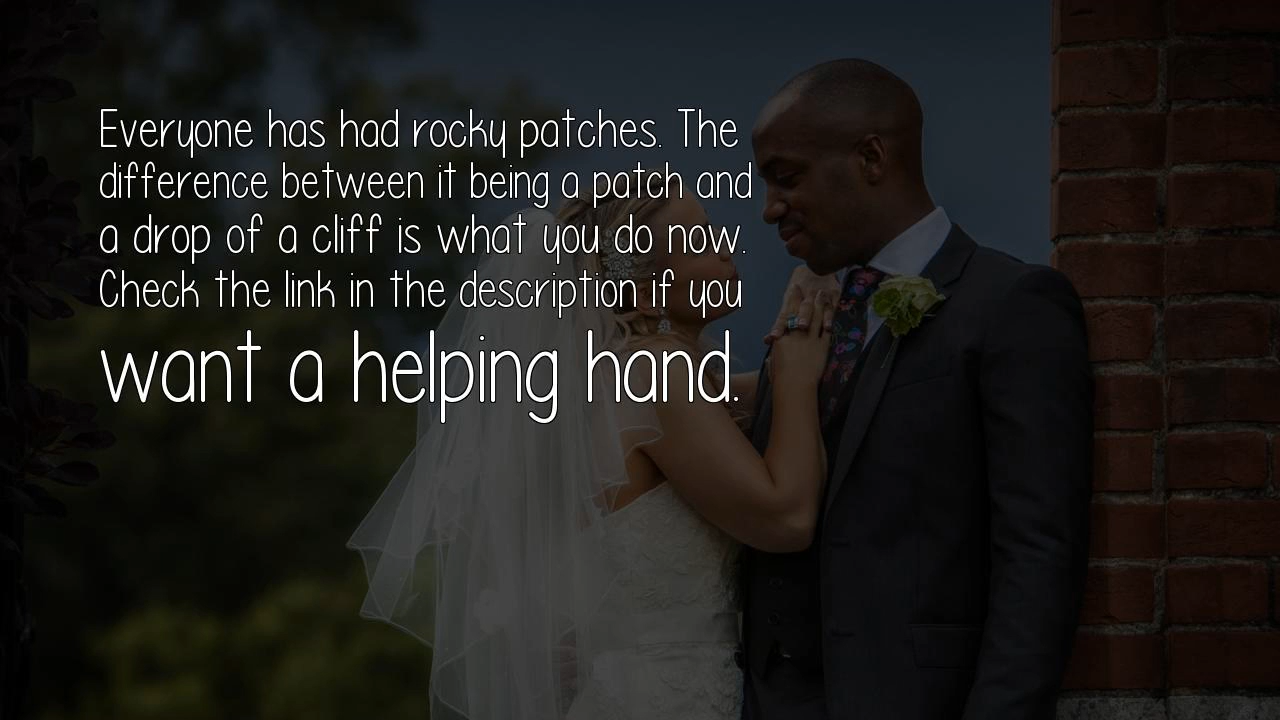 Everyone has had rocky patches. The
difference between it being a patch and
a drop of a cliff is what you do now.
Check the link in the description if you
want a helping hand.